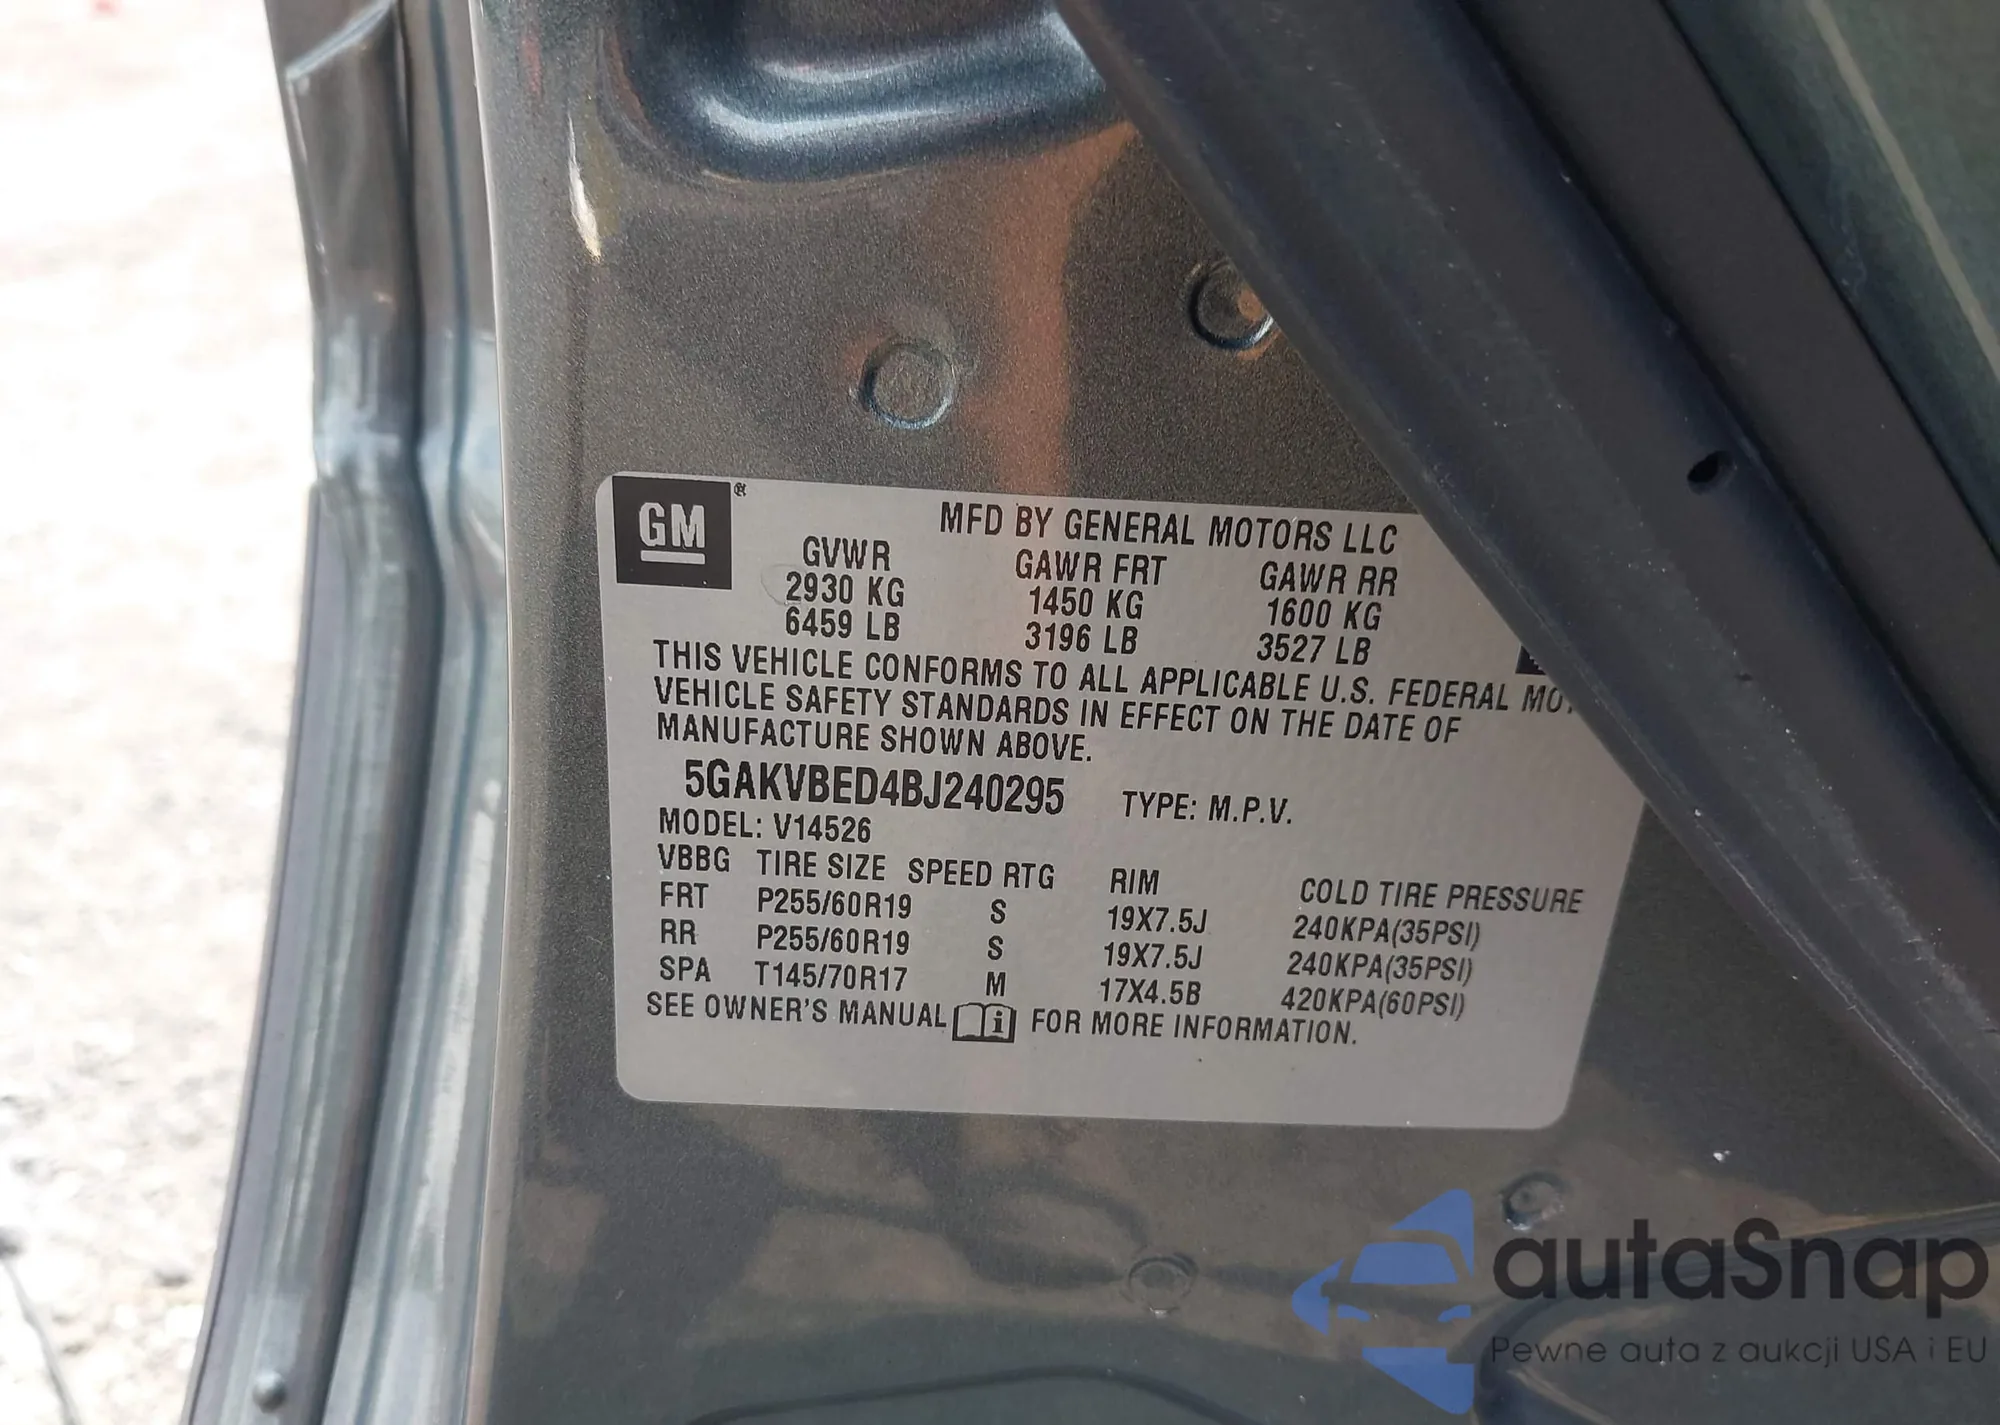 GM ®
MFD BY GENERAL MOTORS LLC
GVWR GAWR FRT GAWR RR
2930 KG 1450 KG 1600 KG
6459 LB 3196 LB 3527 LB
THIS VEHICLE CONFORMS TO ALL APPLICABLE U.S. FEDERAL
VEHICLE SAFETY STANDARDS IN EFFECT ON THE DATE OF
MANUFACTURE SHOWN ABOVE.
5GAKVBED4BJ240295 TYPE: M.P.V.
MODEL: V14526
VBBG TIRE SIZE SPEED RTG RIM COLD TIRE PRESSURE
FRT P255/60R19 S 19X7.5J 240KPA(35PSI)
RR P255/60R19 S 19X7.5J 240KPA(35PSI)
SPA T145/70R17 M 17X4.5B 420KPA(60PSI)
SEE OWNER'S MANUAL i FOR MORE INFORMATION.
autaSnap
Pewne auta z aukcji USA i EU